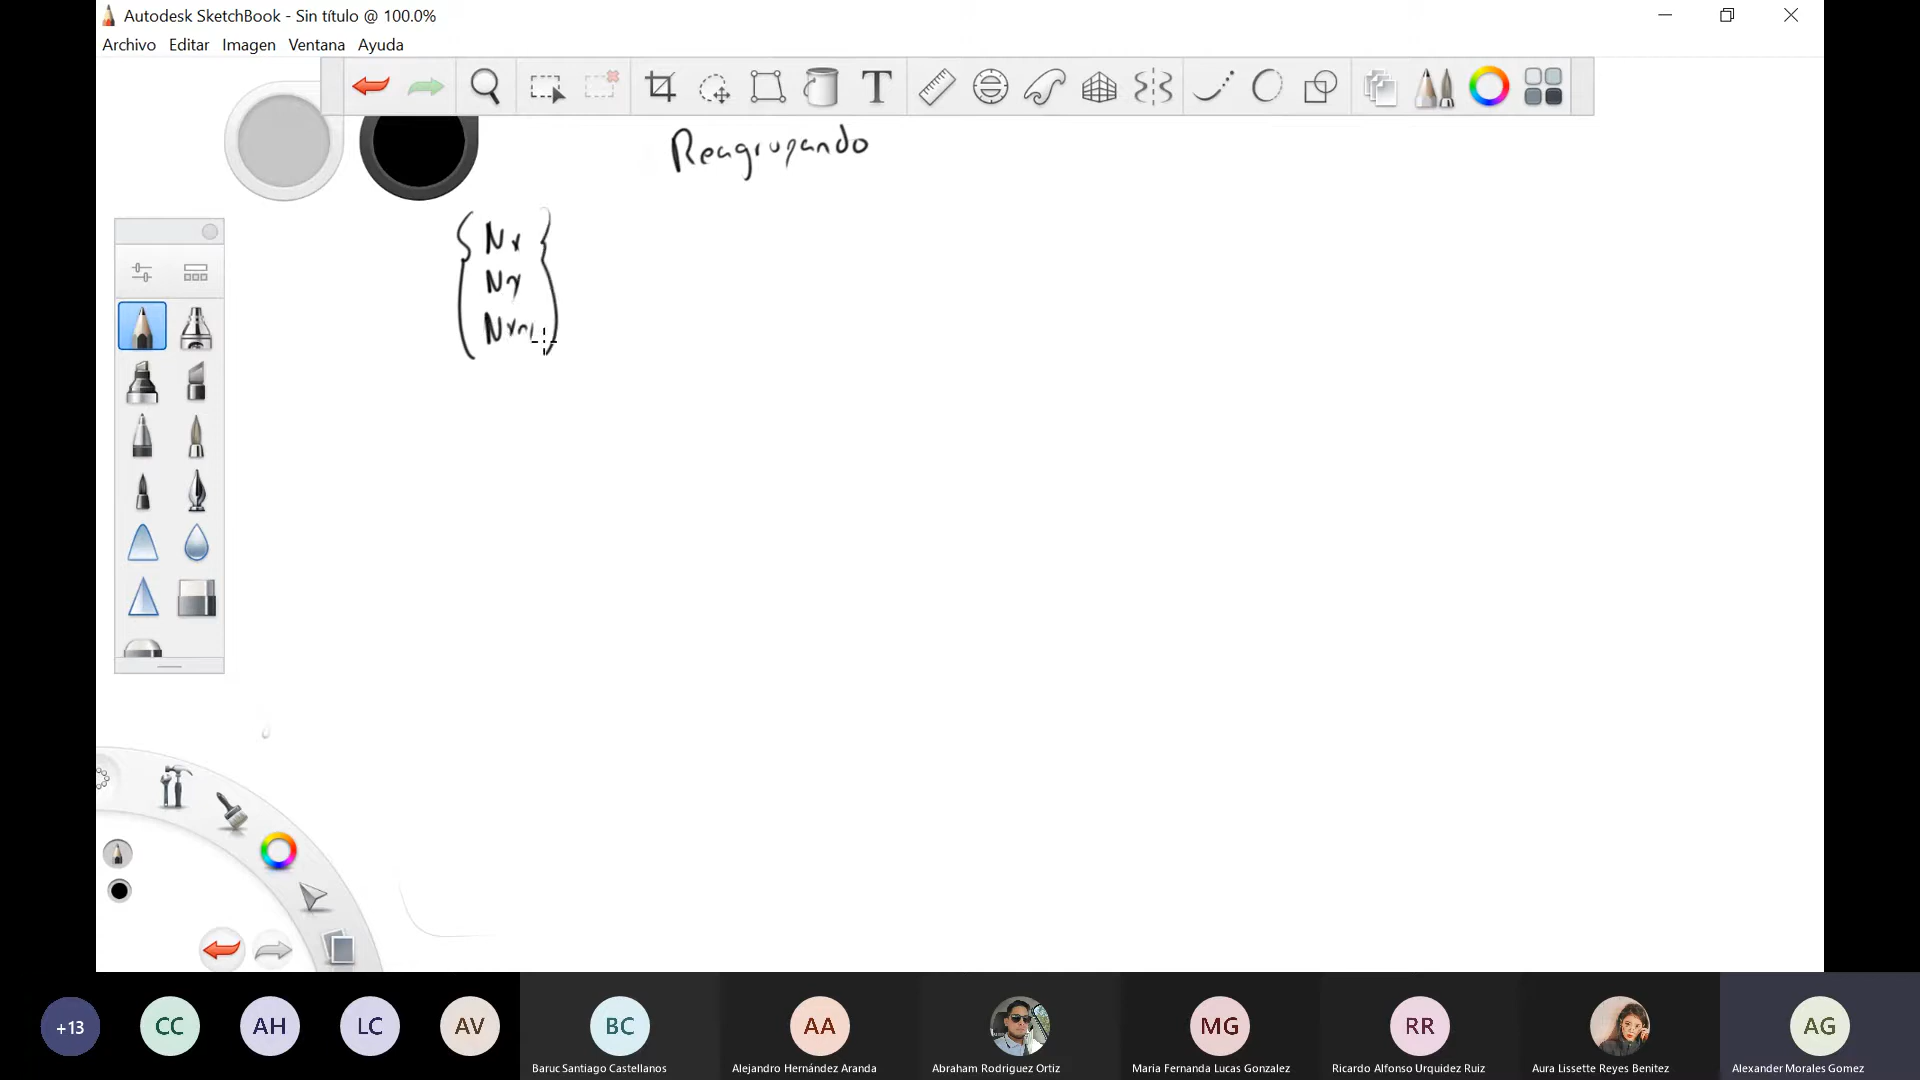 Autodesk SketchBook - Sin título @ 100.0%
Archivo Editar Imagen Ventana Ayuda
T
Reagrupando
Nx
Ny
+13
CC
AH
LC
AV
BC
AA
MG
RR
AG
Baruc Santiago Castellanos
Alejandro Hernández Aranda
Abraham Rodriguez Ortiz
Maria Fernanda Lucas Gonzalez
Ricardo Alfonso Urquidez Ruiz
Aura Lissette Reyes Benitez
Alexander Morales Gomez